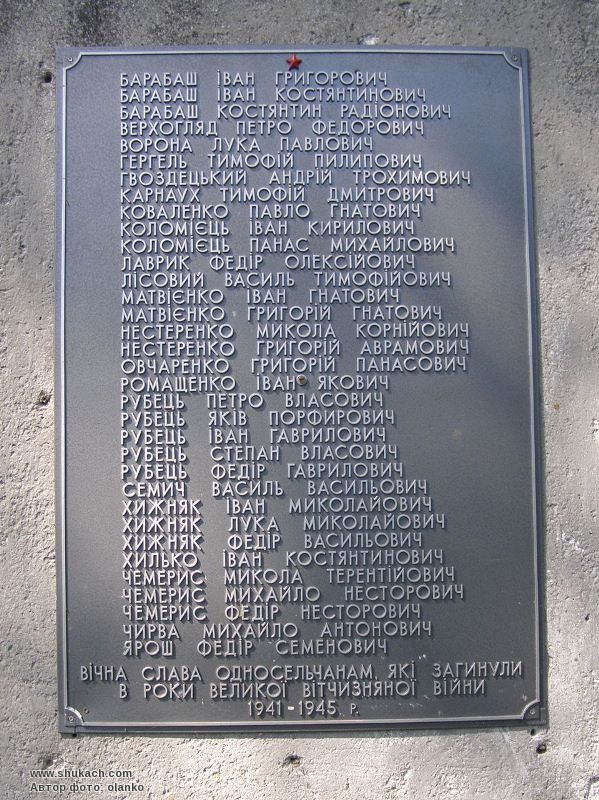 БАРАБАШ ІВАН ГРИГОРОВИЧ
БАРАБАШ ІВАН КОСТЯНТИНОВИЧ
БАРАБАШ КОСТЯНТИН РАДІОНОВИЧ
ВЕРХОГЛЯД ПЕТРО ФЕДОРОВИЧ
ВОРОНА ЛУКА ПАВЛОВИЧ
ГЕРГЕЛЬ ТИМОФІЙ ПИЛИПОВИЧ
ГВОЗДЕЦЬКИЙ АНДРІЙ ТРОХИМОВИЧ
КАРНАУХ ТИМОФІЙ ДМИТРОВИЧ
КОВАЛЕНКО ПАВЛО ГНАТОВИЧ
КОЛОМІЄЦЬ ІВАН КИРИЛОВИЧ
КОЛОМІЄЦЬ ПАНАС МИХАЙЛОВИЧ
ЛАВРИК ФЕДІР ОЛЕКСІЙОВИЧ
ЛІСОВИЙ ВАСИЛЬ ТИМОФІЙОВИЧ
МАТВІЄНКО ІВАН ГНАТОВИЧ
МАТВІЄНКО ГРИГОРІЙ ГНАТОВИЧ
НЕСТЕРЕНКО МИКОЛА КОРНІЙОВИЧ
НЕСТЕРЕНКО ГРИГОРІЙ АВРАМОВИЧ
ОВЧАРЕНКО ГРИГОРІЙ ПАНАСОВИЧ
РОМАЩЕНКО ІВАН ЯКОВИЧ
РУБЕЦЬ ПЕТРО ВЛАСОВИЧ
РУБЕЦЬ ЯКІВ ПОРФИРОВИЧ
РУБЕЦЬ ІВАН ГАВРИЛОВИЧ
РУБЕЦЬ СТЕПАН ВЛАСОВИЧ
РУБЕЦЬ ФЕДІР ГАВРИЛОВИЧ
СЕМИЧ ВАСИЛЬ ВАСИЛЬОВИЧ
ХИЖНЯК ІВАН МИКОЛАЙОВИЧ
ХИЖНЯК ЛУКА МИКОЛАЙОВИЧ
ХИЖНЯК ФЕДІР ВАСИЛЬОВИЧ
ХИЛЬКО ІВАН КОСТЯНТИНОВИЧ
ЧЕМЕРИС МИКОЛА ТЕРЕНТІЙОВИЧ
ЧЕМЕРИС МИХАЙЛО НЕСТОРОВИЧ
ЧЕМЕРИС ФЕДІР НЕСТОРОВИЧ
ЧИРВА МИХАЙЛО АНТОНОВИЧ
ЯРОШ ФЕДІР СЕМЕНОВИЧ
ВІЧНА СЛАВА ОДНОСЕЛЬЧАНАМ, ЯКІ ЗАГИНУЛИ
В РОКИ ВЕЛИКОЇ ВІТЧИЗНЯНОЇ ВІЙНИ
1941-1945 Р.
www.shukach.com
Автор фото: olanko